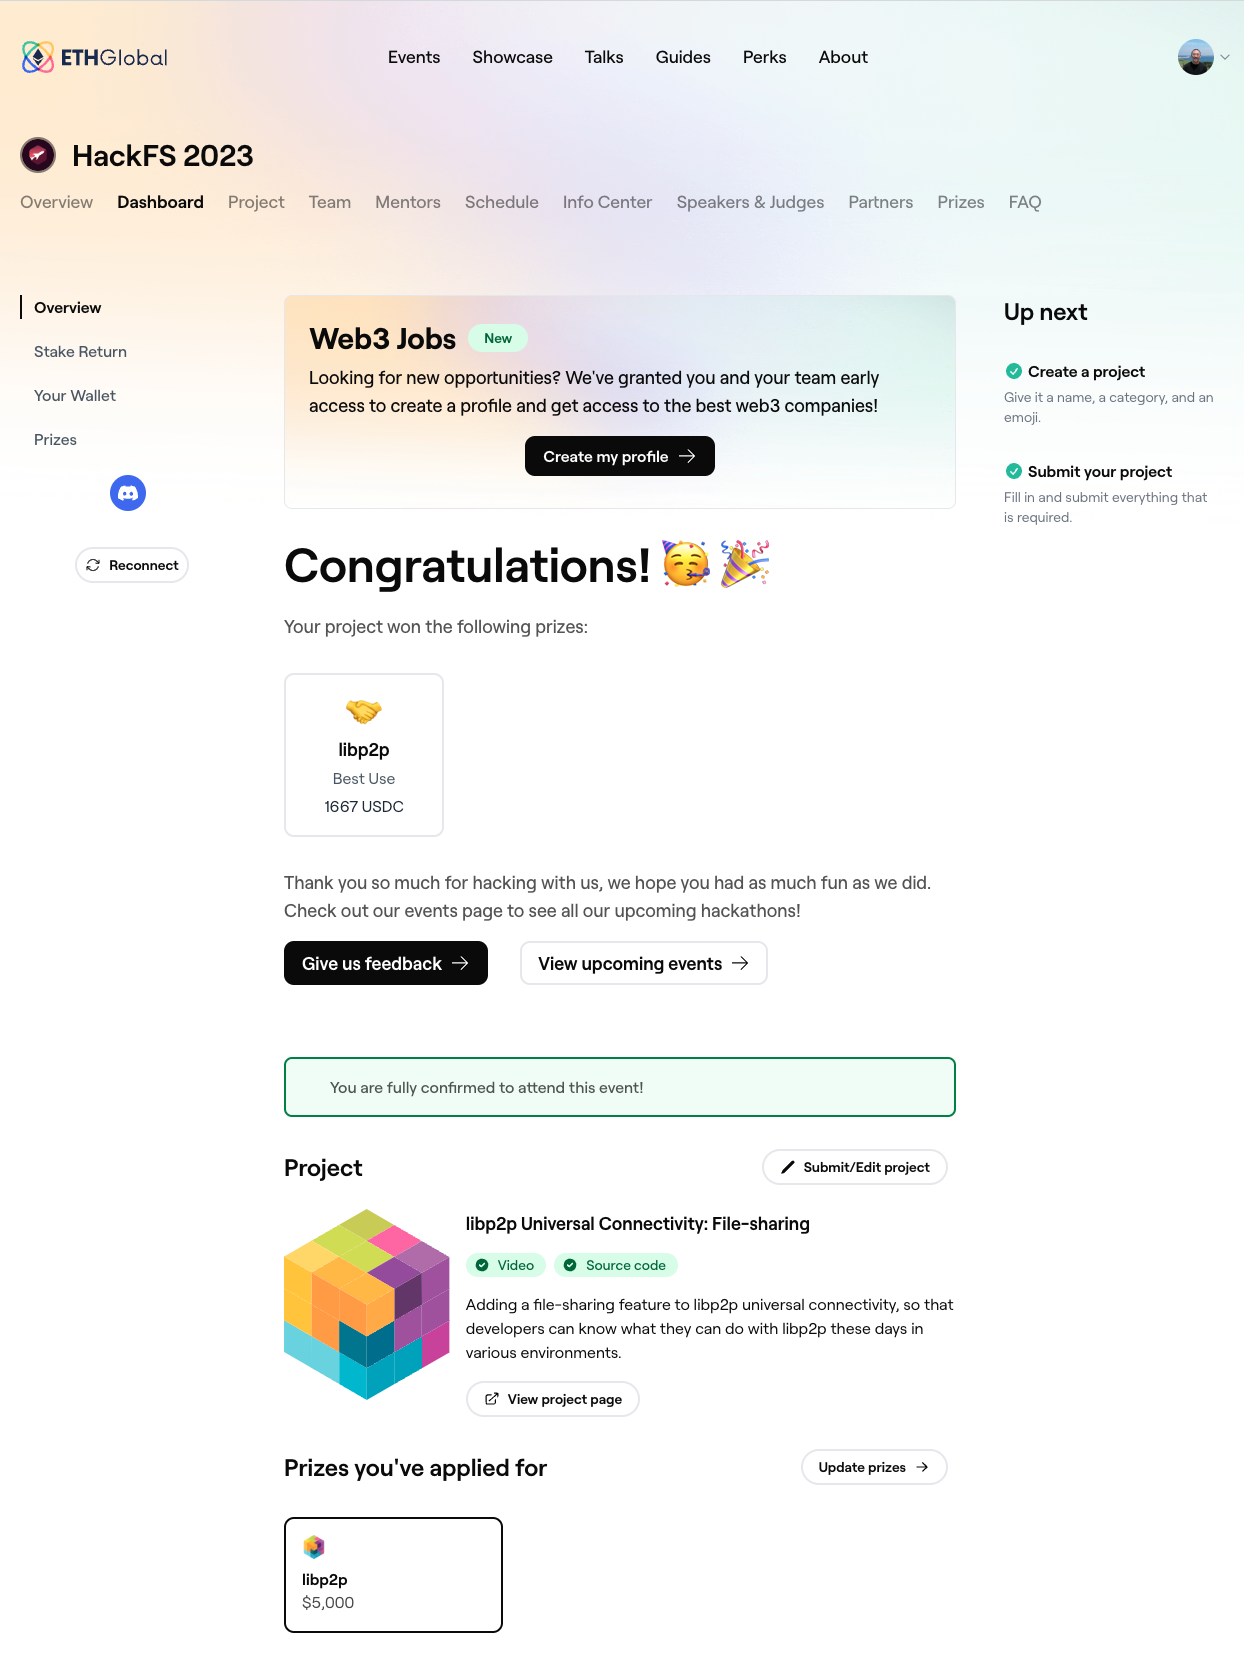 ETHGlobal
Events
Showcase
Talks
Guides
Perks
About
HackFS 2023
Overview
Dashboard
Project
Team
Mentors
Schedule
Info Center
Speakers & Judges
Partners
Prizes
FAQ
Overview
Stake Return
Your Wallet
Prizes
Reconnect
Web3 Jobs
New
Looking for new opportunities? We've granted you and your team early
access to create a profile and get access to the best web3 companies!
Create my profile
Congratulations!
Your project won the following prizes:
libp2p
Best Use
1667 USDC
Thank you so much for hacking with us, we hope you had as much fun as we did.
Check out our events page to see all our upcoming hackathons!
Give us feedback
View upcoming events
You are fully confirmed to attend this event!
Project
Submit/Edit project
libp2p Universal Connectivity: File-sharing
Video
Source code
Adding a file-sharing feature to libp2p universal connectivity, so that
developers can know what they can do with libp2p these days in
various environments.
View project page
Prizes you've applied for
Update prizes
libp2p
$5,000
Up next
Create a project
Give it a name, a category, and an
emoji.
Submit your project
Fill in and submit everything that
is required.